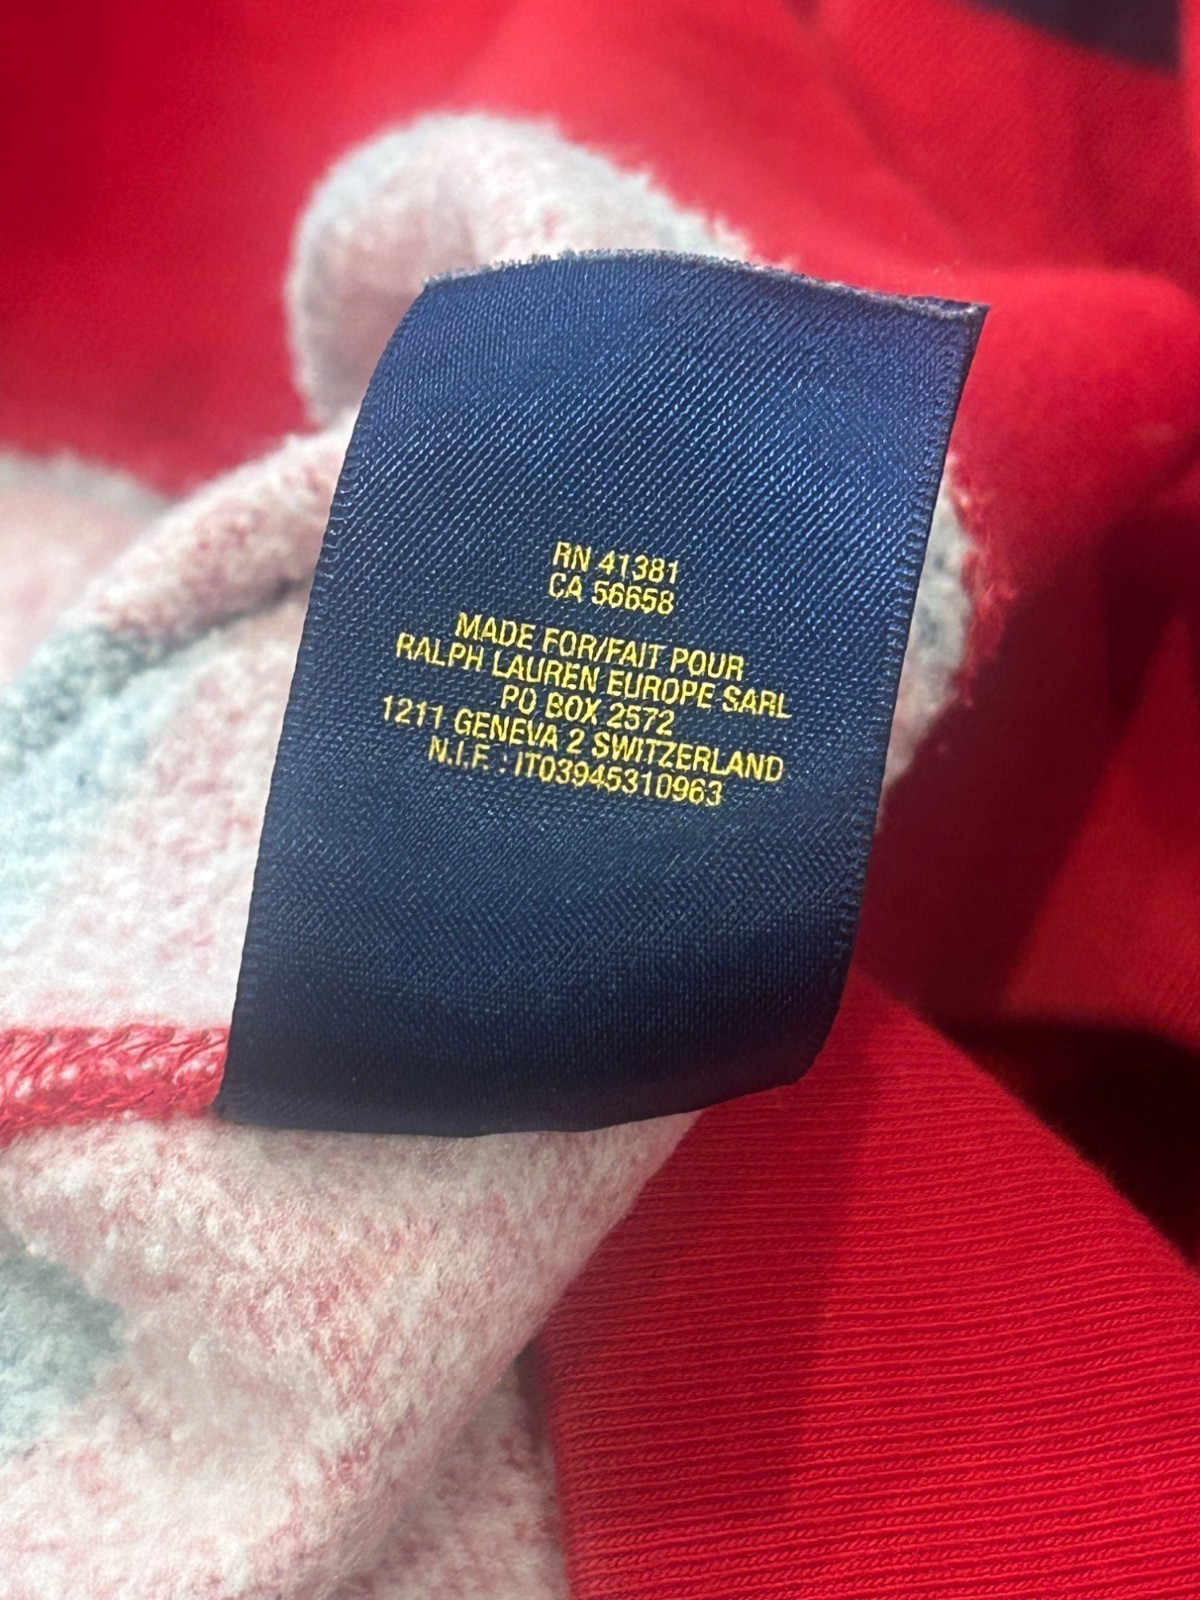 RN 41381
CA 56658
MADE FOR/FAIT POUR
RALPH LAUREN EUROPE SARL
PO BOX 2572
1211 GENEVA 2 SWITZERLAND
N.I.F. : IT03945310963